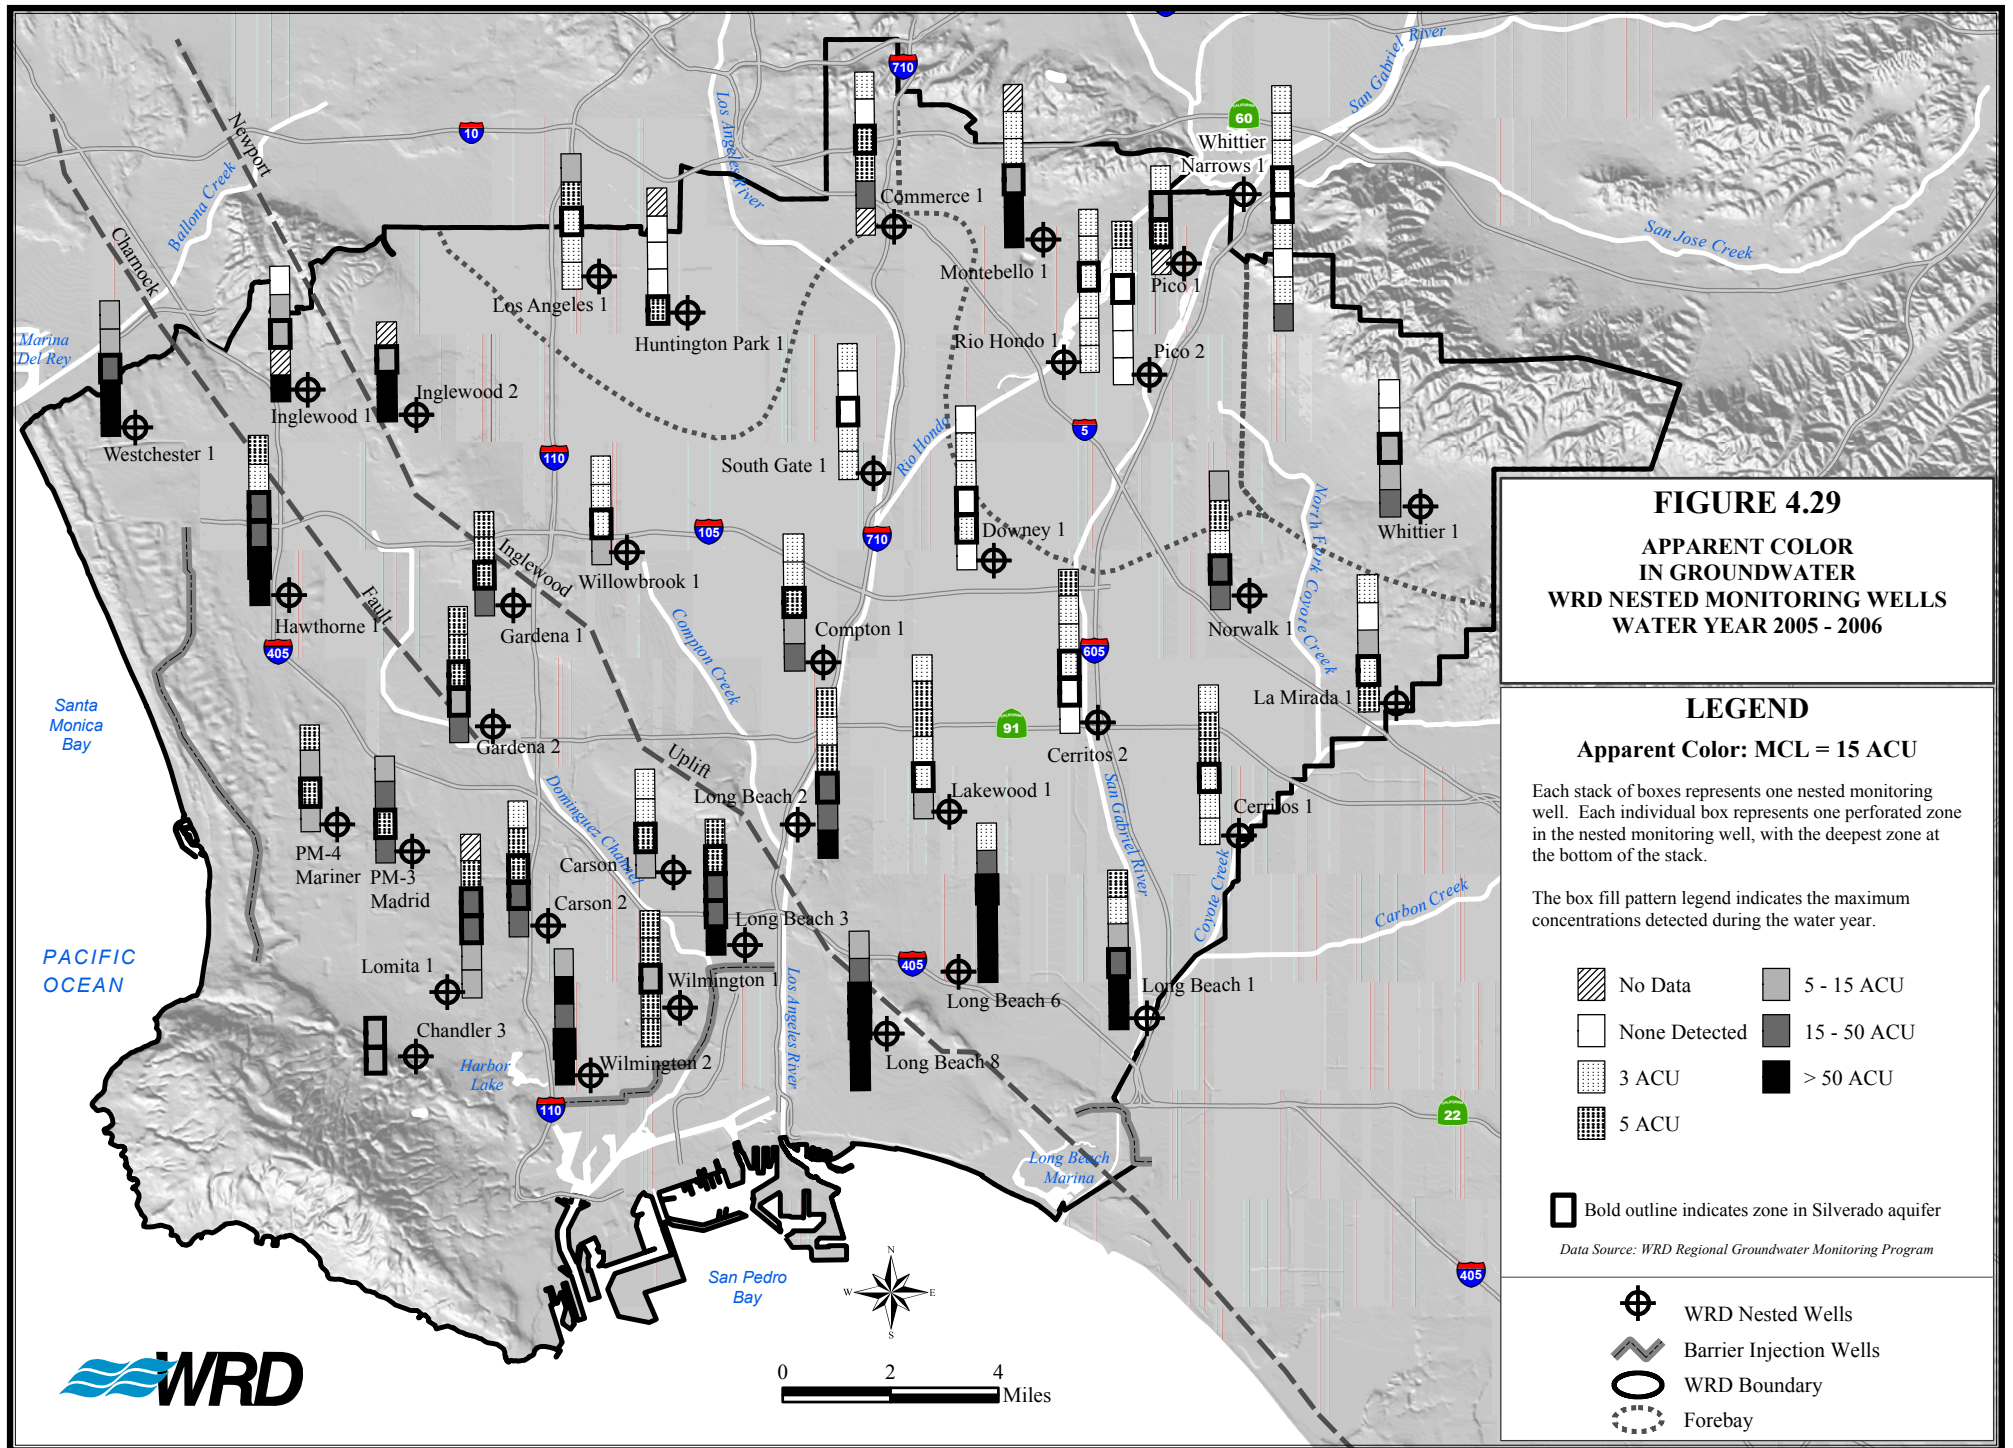 FIGURE 4.29
APPARENT COLOR
IN GROUNDWATER
WRD NESTED MONITORING WELLS
WATER YEAR 2005 - 2006
LEGEND
Apparent Color: MCL = 15 ACU
Each stack of boxes represents one nested monitoring
well. Each individual box represents one perforated zone
in the nested monitoring well, with the deepest zone at
the bottom of the stack.
The box fill pattern legend indicates the maximum
concentrations detected during the water year.
No Data
None Detected
3 ACU
5 ACU
5 - 15 ACU
15 - 50 ACU
> 50 ACU
Bold outline indicates zone in Silverado aquifer
Data Source: WRD Regional Groundwater Monitoring Program
WRD Nested Wells
Barrier Injection Wells
WRD Boundary
Forebay
710
10
CALIFORNIA
60
Whittier
Narrows 1
San Gabriel River
San Jose Creek
Newport
Ballona Creek
Charnock
Los Angeles River
Commerce 1
Montebello 1
Pico 1
Los Angeles 1
Huntington Park 1
Rio Hondo 1
Pico 2
Marina
Del Rey
Inglewood 1
Inglewood 2
Westchester 1
110
South Gate 1
Rio Hondo
5
Whittier 1
North Fork Coyote Creek
Downey 1
105
710
Inglewood
Willowbrook 1
Hawthorne 1
Fault
Gardena 1
Compton Creek
Compton 1
Norwalk 1
405
605
La Mirada 1
Santa
Monica
Bay
Gardena 2
Uplift
CALIFORNIA
91
Cerritos 2
Long Beach 2
Lakewood 1
San Gabriel River
Cerritos 1
Dominguez Channel
PM-4
Mariner
PM-3
Madrid
Carson 1
Carson 2
Long Beach 3
Coyote Creek
Carbon Creek
PACIFIC
OCEAN
Lomita 1
Wilmington 1
Los Angeles River
405
Long Beach 6
Long Beach 1
Chandler 3
Harbor
Lake
Wilmington 2
Long Beach 8
110
CALIFORNIA
22
Long Beach
Marina
405
San Pedro
Bay
N
W
E
S
WRD
0
2
4
Miles